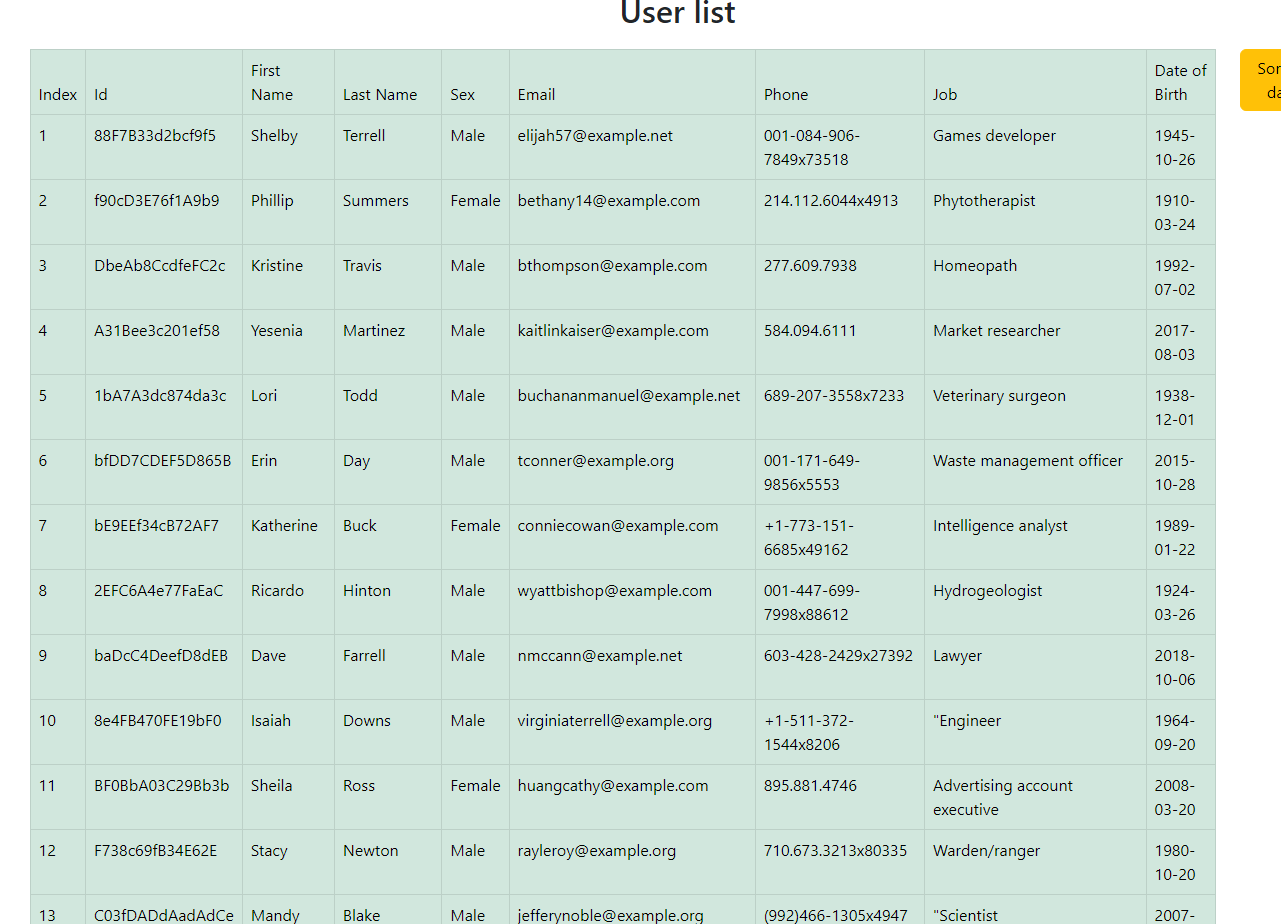 User list
Index Id First Name Last Name Sex Email Phone Job Date of Birth
1 88F7B33d2bcf9f5 Shelby Terrell Male elijah57@example.net 001-084-906-7849x73518 Games developer 1945-10-26
2 f90cD3E76f1A9b9 Phillip Summers Female bethany14@example.com 214.112.6044x4913 Phytotherapist 1910-03-24
3 DbeAb8CcdfeFC2c Kristine Travis Male bthompson@example.com 277.609.7938 Homeopath 1992-07-02
4 A31Bee3c201ef58 Yesenia Martinez Male kaitlinkaiser@example.com 584.094.6111 Market researcher 2017-08-03
5 1bA7A3dc874da3c Lori Todd Male buchananmanuel@example.net 689-207-3558x7233 Veterinary surgeon 1938-12-01
6 bfDD7CDEF5D865B Erin Day Male tconner@example.org 001-171-649-9856x5553 Waste management officer 2015-10-28
7 bE9EEf34cB72AF7 Katherine Buck Female conniecowan@example.com +1-773-151-6685x49162 Intelligence analyst 1989-01-22
8 2EFC6A4e77FaEaC Ricardo Hinton Male wyattbishop@example.com 001-447-699-7998x88612 Hydrogeologist 1924-03-26
9 baDcC4DeefD8dEB Dave Farrell Male nmccann@example.net 603-428-2429x27392 Lawyer 2018-10-06
10 8e4FB470FE19bF0 Isaiah Downs Male virginiaterrell@example.org +1-511-372-1544x8206 "Engineer 1964-09-20
11 BF0BbA03C29Bb3b Sheila Ross Female huangcathy@example.com 895.881.4746 Advertising account executive 2008-03-20
12 F738c69fB34E62E Stacy Newton Male rayleroy@example.org 710.673.3213x80335 Warden/ranger 1980-10-20
13 C03fDADdAadAdCe Mandy Blake Male jefferynoble@example.org (992)466-1305x4947 "Scientist 2007-